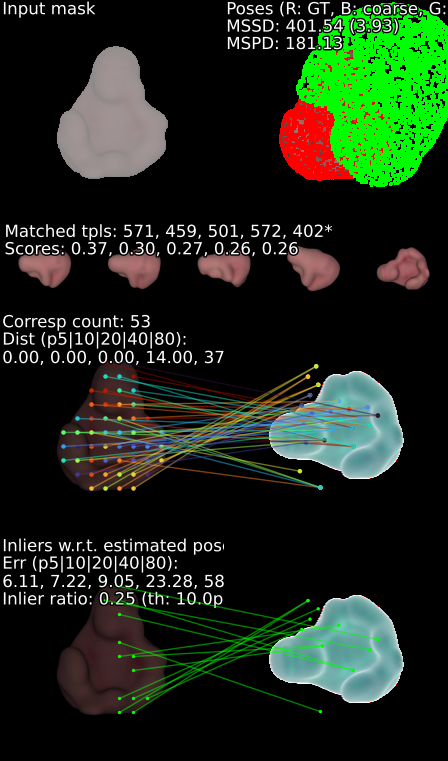 Input mask
Poses (R: GT, B: coarse, G:
MSSD: 401.54 (3.93)
MSPD: 181.13
Matched tpls: 571, 459, 501, 572, 402*
Scores: 0.37, 0.30, 0.27, 0.26, 0.26
Corresp count: 53
Dist (p5|10|20|40|80):
0.00, 0.00, 0.00, 14.00, 37
Inliers w.r.t. estimated pose
Err (p5|10|20|40|80):
6.11, 7.22, 9.05, 23.28, 58
Inlier ratio: 0.25 (th: 10.0p